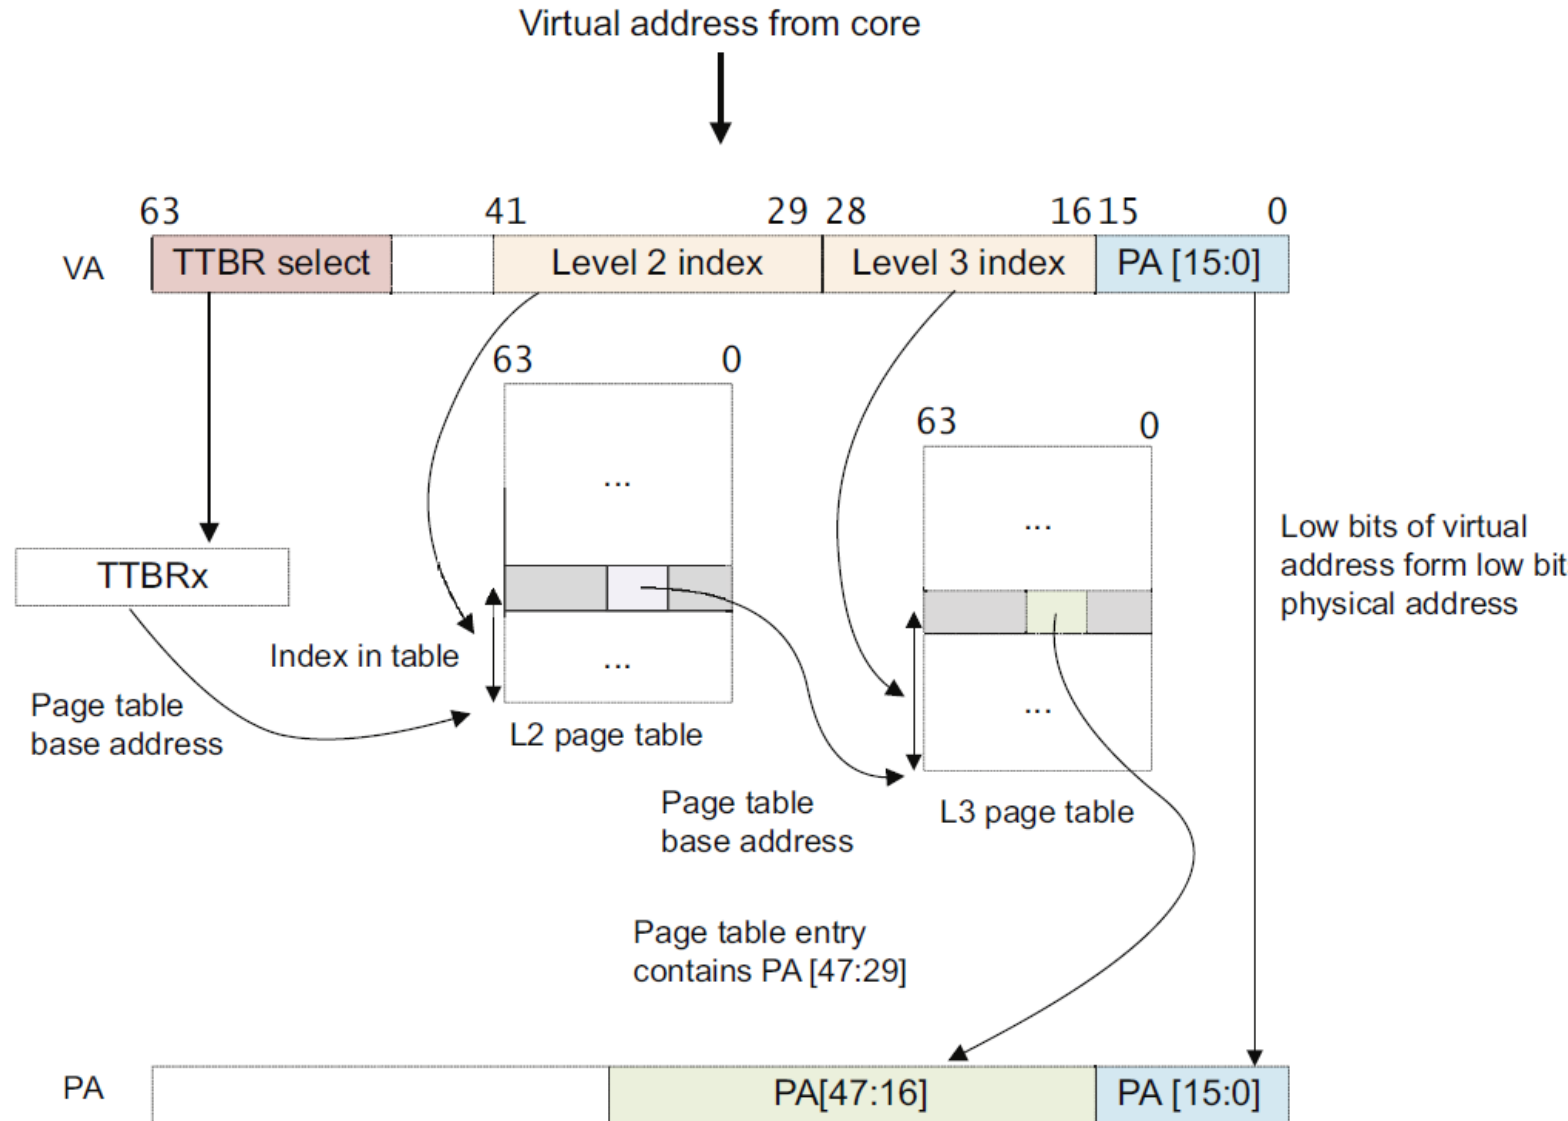 Virtual address from core
63 41 29 28 16 15 0
VA TTBR select Level 2 index Level 3 index PA [15:0]
63 0
63 0
...
...
Low bits of virtual
address form low bit
physical address
TTBRx
Index in table
...
Page table
base address
L2 page table
...
Page table
base address
L3 page table
Page table entry
contains PA [47:29]
PA PA[47:16] PA [15:0]